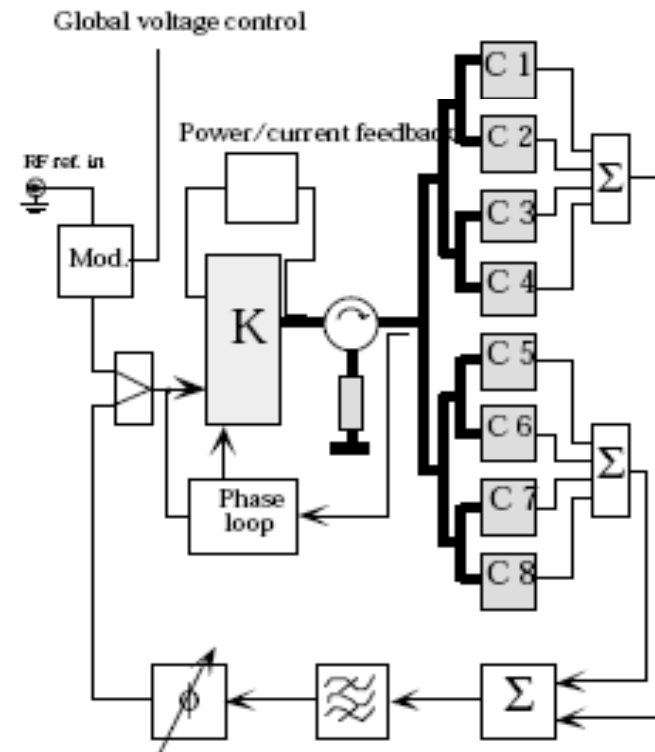 Global voltage control
Power/current feedback
RF ref. in
Mod.
K
Phase
loop
C 1
C 2
C 3
C 4
C 5
C 6
C 7
C 8
Σ
Σ
Σ
ϕ